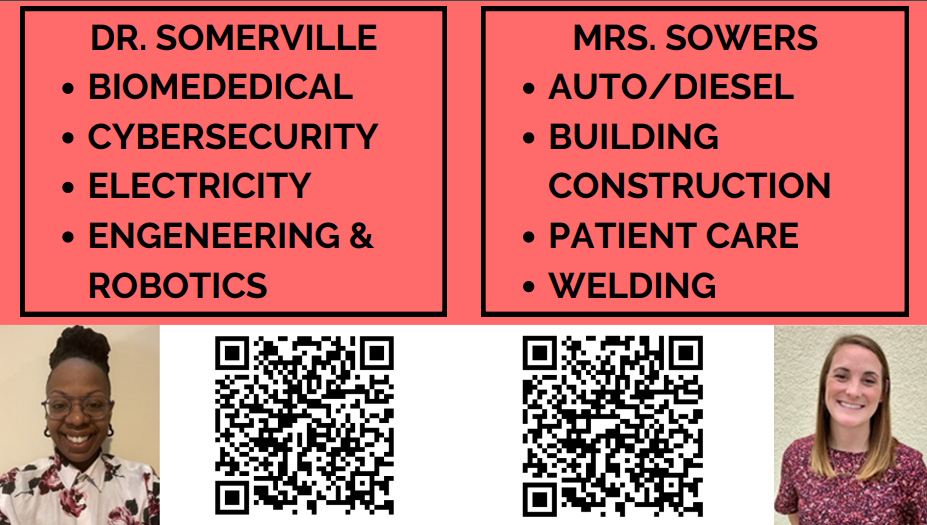 DR. SOMERVILLE
• BIOMEDEDICAL
• CYBERSECURITY
• ELECTRICITY
• ENGENEERING &
ROBOTICS
MRS. SOWERS
• AUTO/DIESEL
• BUILDING
CONSTRUCTION
• PATIENT CARE
• WELDING